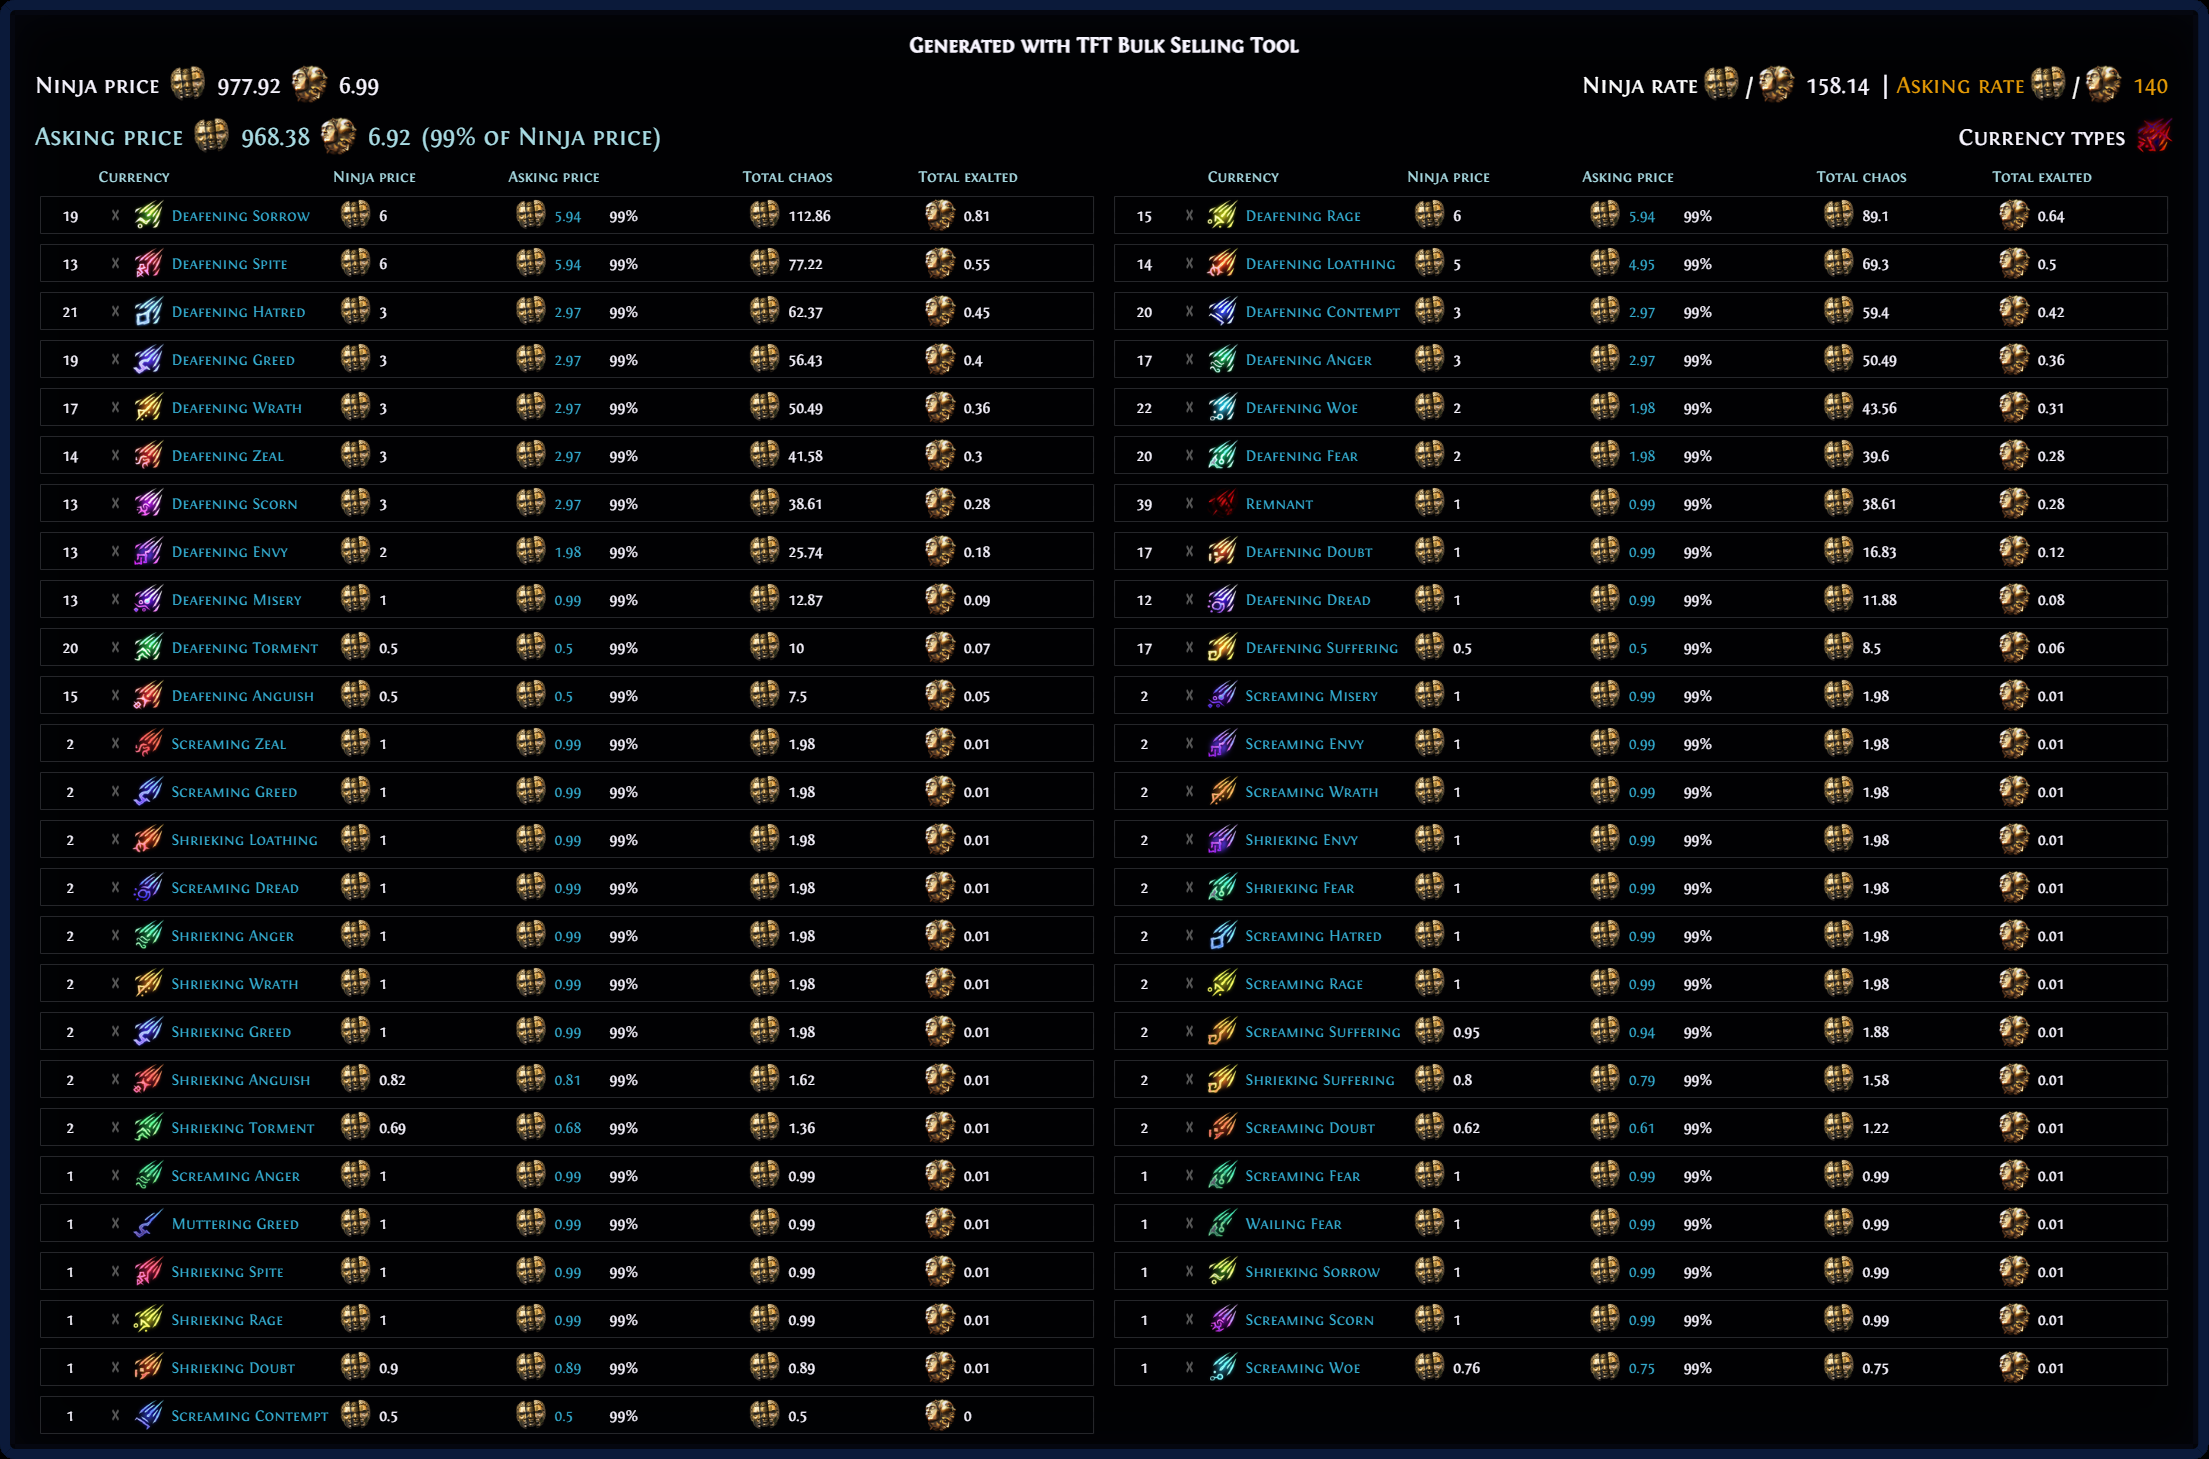 Generated with TFT Bulk Selling Tool
Ninja price 977.92 6.99
Ninja rate / 158.14 | Asking rate / 140
Asking price 968.38 6.92 (99% of Ninja price)
Currency types
Currency Ninja price Asking price Total chaos Total exalted Currency Ninja price Asking price Total chaos Total exalted
19 x Deafening Sorrow 6 5.94 99% 112.86 0.81
15 x Deafening Rage 6 5.94 99% 89.1 0.64
13 x Deafening Spite 6 5.94 99% 77.22 0.55
14 x Deafening Loathing 5 4.95 99% 69.3 0.5
21 x Deafening Hatred 3 2.97 99% 62.37 0.45
20 x Deafening Contempt 3 2.97 99% 59.4 0.42
19 x Deafening Greed 3 2.97 99% 56.43 0.4
17 x Deafening Anger 3 2.97 99% 50.49 0.36
17 x Deafening Wrath 3 2.97 99% 50.49 0.36
22 x Deafening Woe 2 1.98 99% 43.56 0.31
14 x Deafening Zeal 3 2.97 99% 41.58 0.3
20 x Deafening Fear 2 1.98 99% 39.6 0.28
13 x Deafening Scorn 3 2.97 99% 38.61 0.28
39 x Remnant 1 0.99 99% 38.61 0.28
13 x Deafening Envy 2 1.98 99% 25.74 0.18
17 x Deafening Doubt 1 0.99 99% 16.83 0.12
13 x Deafening Misery 1 0.99 99% 12.87 0.09
12 x Deafening Dread 1 0.99 99% 11.88 0.08
20 x Deafening Torment 0.5 0.5 99% 10 0.07
17 x Deafening Suffering 0.5 0.5 99% 8.5 0.06
15 x Deafening Anguish 0.5 0.5 99% 7.5 0.05
2 x Screaming Misery 1 0.99 99% 1.98 0.01
2 x Screaming Zeal 1 0.99 99% 1.98 0.01
2 x Screaming Envy 1 0.99 99% 1.98 0.01
2 x Screaming Greed 1 0.99 99% 1.98 0.01
2 x Screaming Wrath 1 0.99 99% 1.98 0.01
2 x Shrieking Loathing 1 0.99 99% 1.98 0.01
2 x Shrieking Envy 1 0.99 99% 1.98 0.01
2 x Screaming Dread 1 0.99 99% 1.98 0.01
2 x Shrieking Fear 1 0.99 99% 1.98 0.01
2 x Shrieking Anger 1 0.99 99% 1.98 0.01
2 x Screaming Hatred 1 0.99 99% 1.98 0.01
2 x Shrieking Wrath 1 0.99 99% 1.98 0.01
2 x Screaming Rage 1 0.99 99% 1.98 0.01
2 x Shrieking Greed 1 0.99 99% 1.98 0.01
2 x Screaming Suffering 0.95 0.94 99% 1.88 0.01
2 x Shrieking Anguish 0.82 0.81 99% 1.62 0.01
2 x Shrieking Suffering 0.8 0.79 99% 1.58 0.01
2 x Shrieking Torment 0.69 0.68 99% 1.36 0.01
2 x Screaming Doubt 0.62 0.61 99% 1.22 0.01
1 x Screaming Anger 1 0.99 99% 0.99 0.01
1 x Screaming Fear 1 0.99 99% 0.99 0.01
1 x Muttering Greed 1 0.99 99% 0.99 0.01
1 x Wailing Fear 1 0.99 99% 0.99 0.01
1 x Shrieking Spite 1 0.99 99% 0.99 0.01
1 x Shrieking Sorrow 1 0.99 99% 0.99 0.01
1 x Shrieking Rage 1 0.99 99% 0.99 0.01
1 x Screaming Scorn 1 0.99 99% 0.99 0.01
1 x Shrieking Doubt 0.9 0.89 99% 0.89 0.01
1 x Screaming Woe 0.76 0.75 99% 0.75 0.01
1 x Screaming Contempt 0.5 0.5 99% 0.5 0